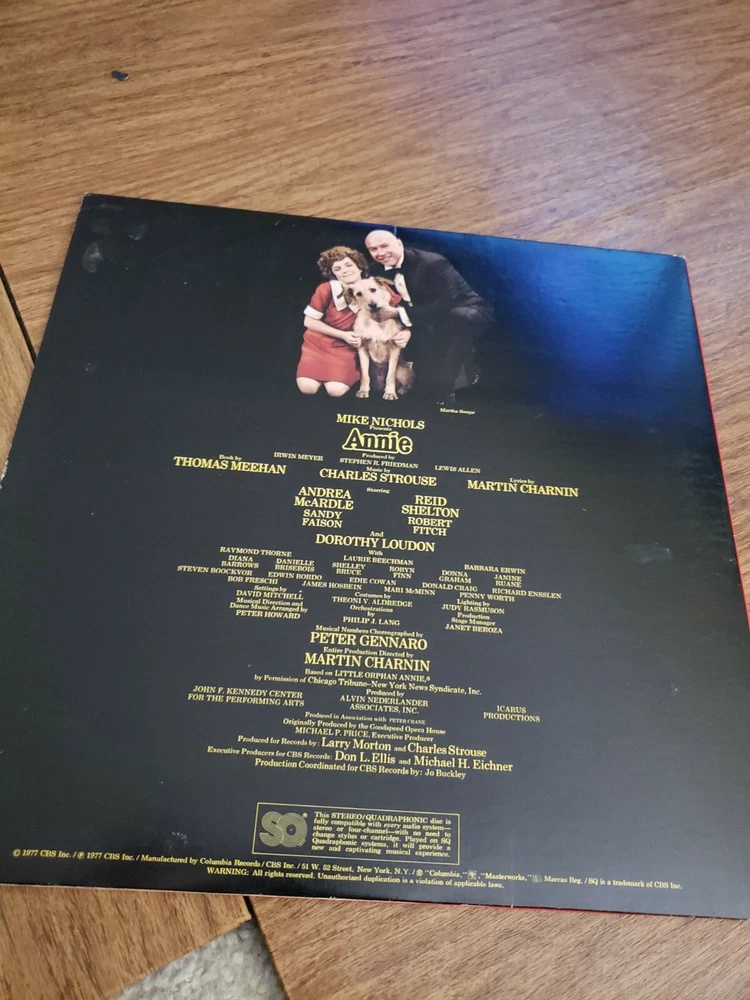 Martha Swope
MIKE NICHOLS
Presents
Annie
Produced by
IRWIN MEYER STEPHEN R. FRIEDMAN LEWIS ALLEN
Book by Music by Lyrics by
THOMAS MEEHAN CHARLES STROUSE MARTIN CHARNIN
Starring
ANDREA McARDLE REID SHELTON
SANDY FAISON ROBERT FITCH
And
DOROTHY LOUDON
With
RAYMOND THORNE LAURIE BEECHMAN BARBARA ERWIN
DIANA BARROWS DANIELLE BRISEBOIS SHELLEY BRUCE ROBYN FINN DONNA GRAHAM JANINE RUANE
STEVEN BOOCKVOR EDWIN BORDO EDIE COWAN DONALD CRAIG RICHARD ENSSLEN
BOB FRESCHI JAMES HOSBEIN MARI McMINN PENNY WORTH
Settings by Costumes by Lighting by
DAVID MITCHELL THEONI V. ALDREDGE JUDY RASMUSON
Musical Direction and Dance Music Arranged by Orchestrations by Production Stage Manager
PETER HOWARD PHILIP J. LANG JANET BEROZA
Musical Numbers Choreographed by
PETER GENNARO
Entire Production Directed by
MARTIN CHARNIN
Based on LITTLE ORPHAN ANNIE,®
by Permission of Chicago Tribune–New York News Syndicate, Inc.
Produced by
JOHN F. KENNEDY CENTER FOR THE PERFORMING ARTS ALVIN NEDERLANDER ASSOCIATES, INC. ICARUS PRODUCTIONS
Produced in Association with PETER CRANE
Originally Produced by the Goodspeed Opera House
MICHAEL P. PRICE, Executive Producer
Produced for Records by: Larry Morton and Charles Strouse
Executive Producers for CBS Records: Don L. Ellis and Michael H. Eichner
Production Coordinated for CBS Records by: Jo Buckley
SQ
This STEREO/QUADRAPHONIC disc is
fully compatible with every audio system—
stereo or four-channel—with no need to
change stylus or cartridge. Played on SQ
Quadraphonic systems, it will provide a
new and captivating musical experience.
© 1977 CBS Inc. / ℗ 1977 CBS Inc. / Manufactured by Columbia Records / CBS Inc. / 51 W. 52 Street, New York, N.Y. / ® "Columbia," "Masterworks," Marcas Reg. / SQ is a trademark of CBS Inc.
WARNING: All rights reserved. Unauthorized duplication is a violation of applicable laws.